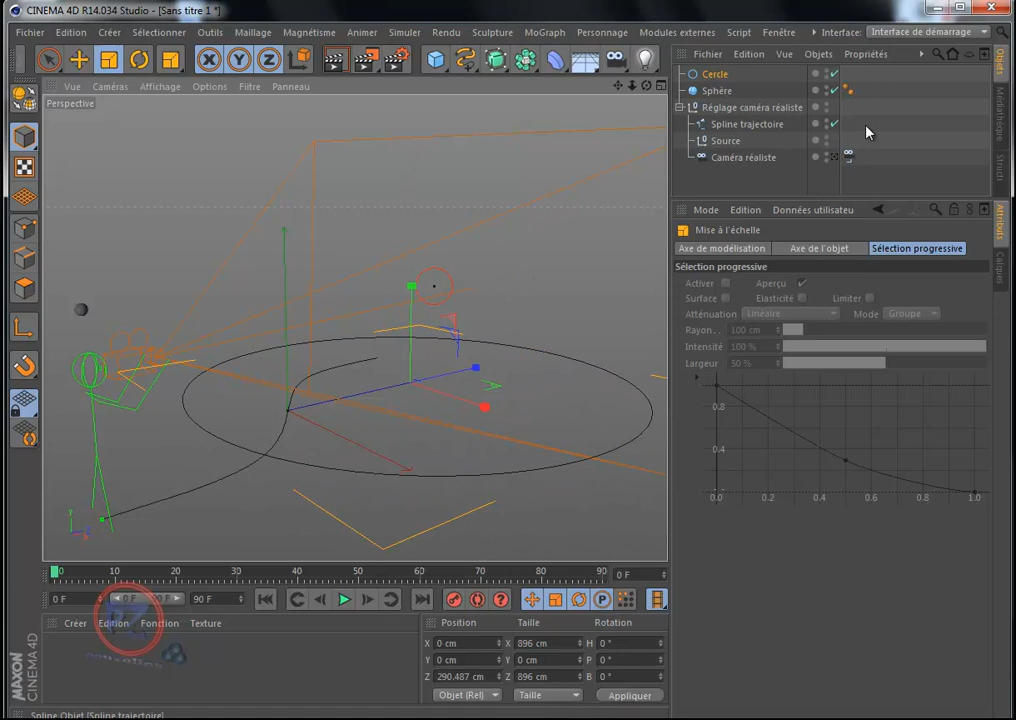 CINEMA 4D R14.034 Studio - [Sans titre 1 *]
Fichier Edition Créer Sélectionner Outils Maillage Magnétisme Animer Simuler Rendu Sculpture MoGraph Personnage Modules externes Script Fenêtre Interface: Interface de démarrage
X Y Z
Vue Caméras Affichage Options Filtre Panneau
Perspective
Fichier Edition Vue Objets Propriétés
Cercle
Sphère
Réglage caméra réaliste
Spline trajectoire
Source
Caméra réaliste
Objets
Médiathèque
Structi
Mode Edition Données utilisateu
Mise à l'échelle
Axe de modélisation Axe de l'objet Sélection progressive
Sélection progressive
Activer Aperçu
Surface Elasticité Limiter
Atténuation Linéaire Mode Groupe
Rayon . . 100 cm
Intensité 100 %
Largeur 50 %
0.8
0.4
0.0 0.2 0.4 0.6 0.8 1.0
Attributs
Calques
0 10 20 30 40 50 60 70 80 90 0 F
0 F 90 F
P
Créer Edition Fonction Texture
Position Taille Rotation
X 0 cm X 896 cm H 0 °
Y 0 cm Y 0 cm P 0 °
Z 290.487 cm Z 896 cm B 0 °
Objet (Rel) Taille Appliquer
MAXON
CINEMA 4D
Spline Objet [Spline trajectoire]